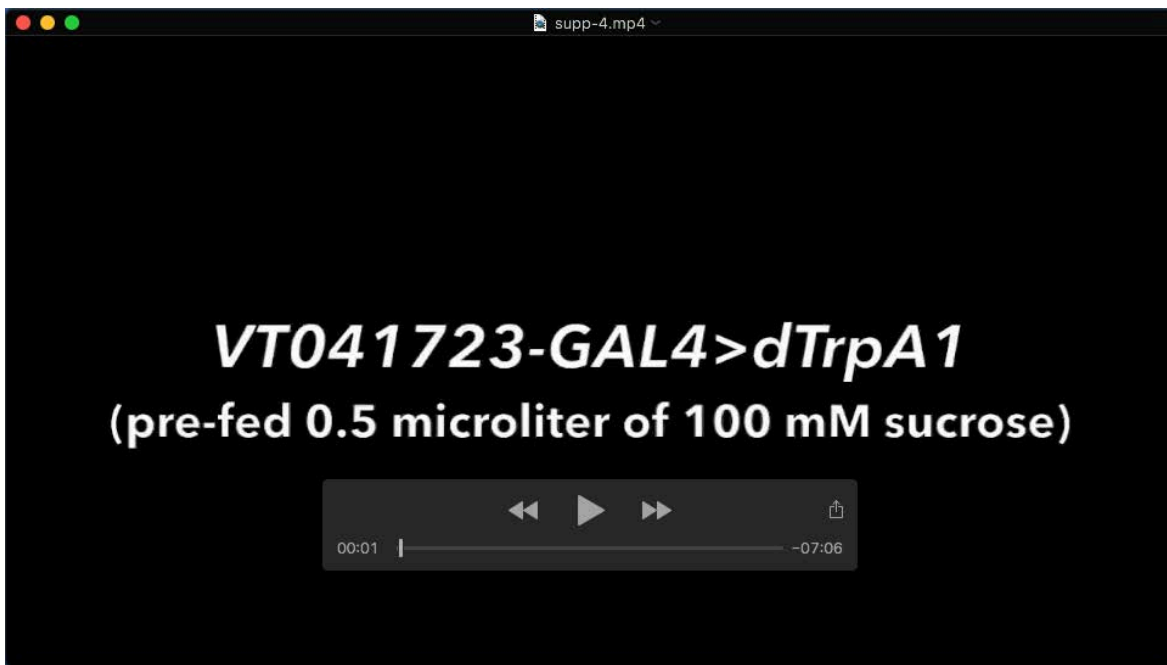 supp-4.mp4
VT041723-GAL4>dTrpA1
(pre-fed 0.5 microliter of 100 mM sucrose)
00:01 -07:06